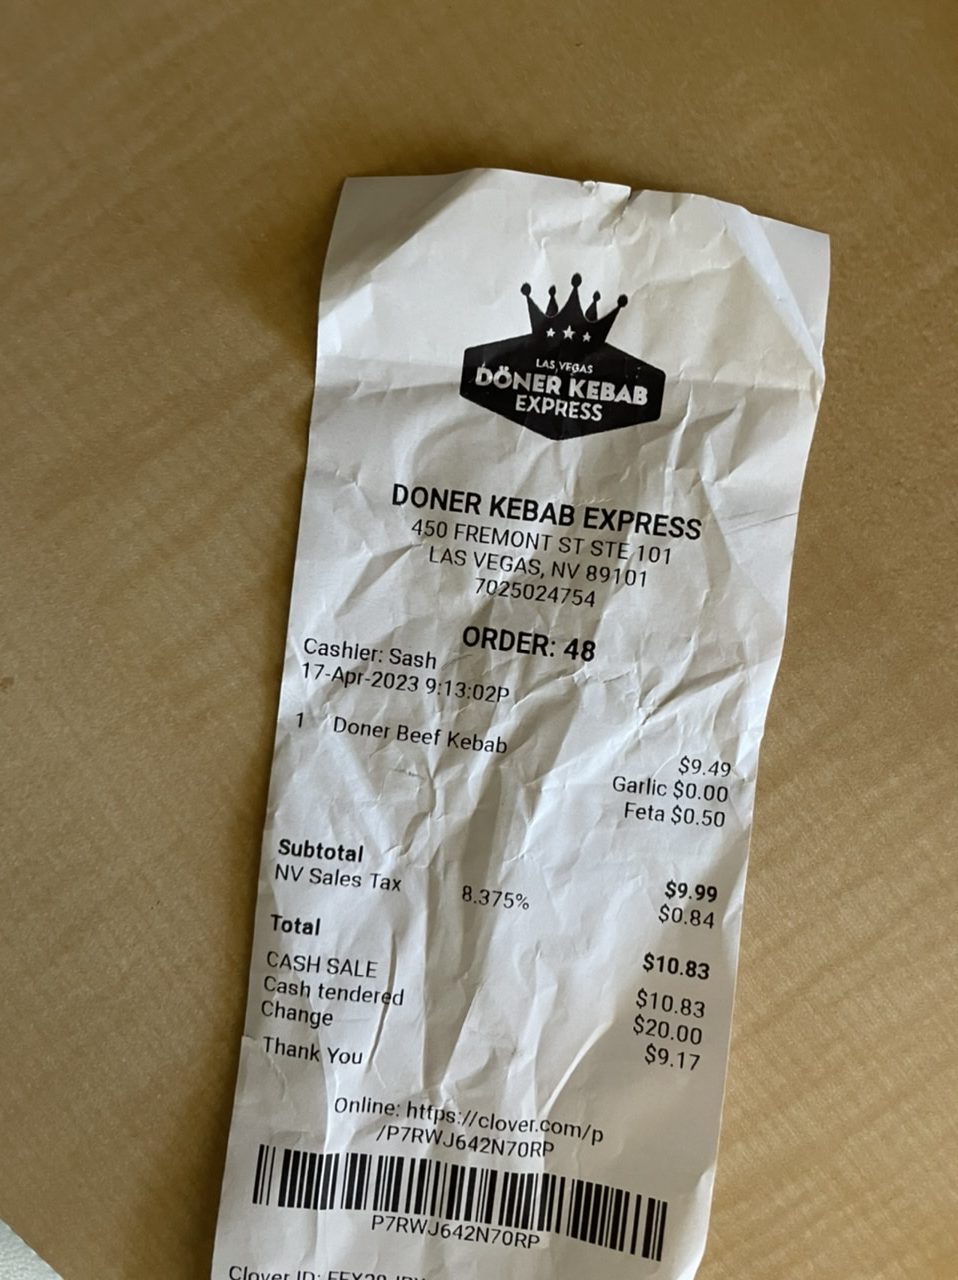 LAS VEGAS
DÖNER KEBAB
EXPRESS
DONER KEBAB EXPRESS
450 FREMONT ST STE 101
LAS VEGAS, NV 89101
7025024754
ORDER: 48
Cashier: Sash
17-Apr-2023 9:13:02P
1 Doner Beef Kebab
$9.49
Garlic $0.00
Feta $0.50
Subtotal $9.99
NV Sales Tax 8.375% $0.84
Total $10.83
CASH SALE $10.83
Cash tendered $20.00
Change $9.17
Thank You
Online: https://clover.com/p
/P7RWJ642N70RP
P7RWJ642N70RP
Clover ID: